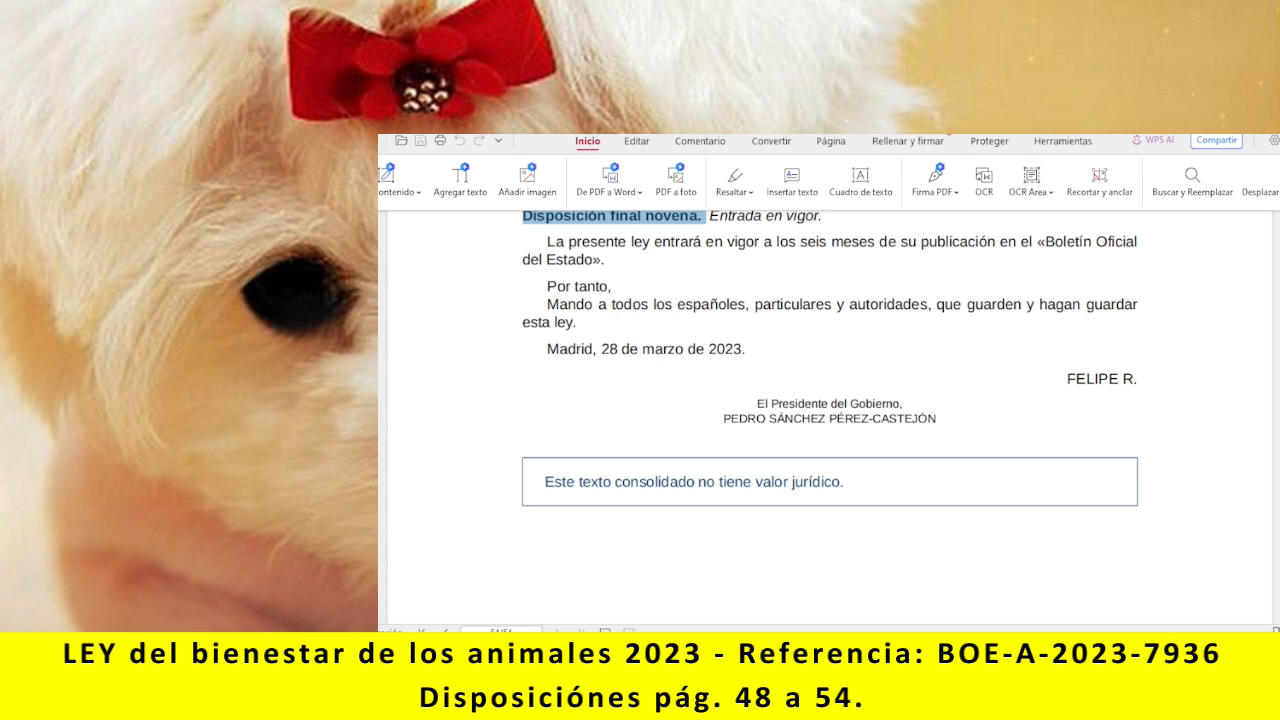 Inicio Editar Comentario Convertir Página Rellenar y firmar Proteger Herramientas WPS AI Compartir
ontenido Agregar texto Añadir imagen De PDF a Word PDF a foto Resaltar Insertar texto Cuadro de texto Firma PDF OCR OCR Area Recortar y anclar Buscar y Reemplazar Desplazar
Disposición final novena. Entrada en vigor.
La presente ley entrará en vigor a los seis meses de su publicación en el «Boletín Oficial
del Estado».
Por tanto,
Mando a todos los españoles, particulares y autoridades, que guarden y hagan guardar
esta ley.
Madrid, 28 de marzo de 2023.
FELIPE R.
El Presidente del Gobierno,
PEDRO SÁNCHEZ PÉREZ-CASTEJÓN
Este texto consolidado no tiene valor jurídico.
LEY del bienestar de los animales 2023 - Referencia: BOE-A-2023-7936
Disposiciónes pág. 48 a 54.